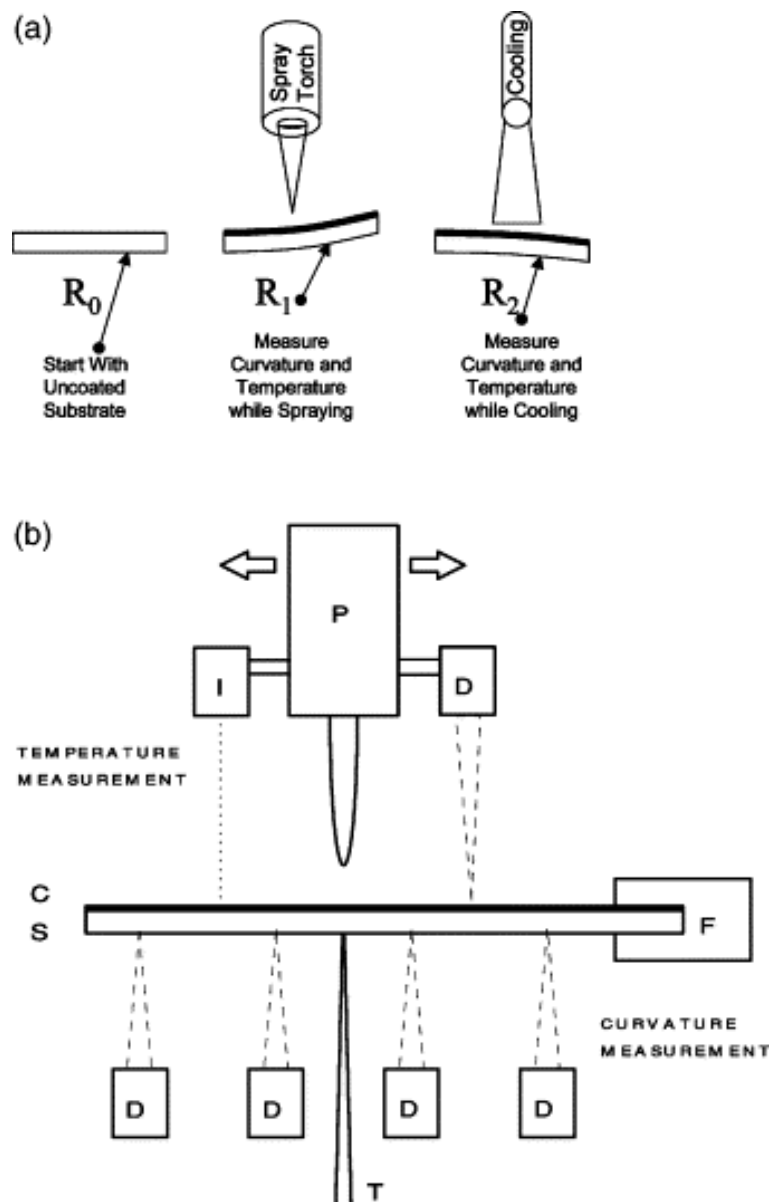 (a)
Spray
Torch
Cooling
R0
R1
R2
Start With
Uncoated
Substrate
Measure
Curvature and
Temperature
while Spraying
Measure
Curvature and
Temperature
while Cooling
(b)
P
I
D
TEMPERATURE
MEASUREMENT
C
S
F
CURVATURE
MEASUREMENT
D
D
D
D
T